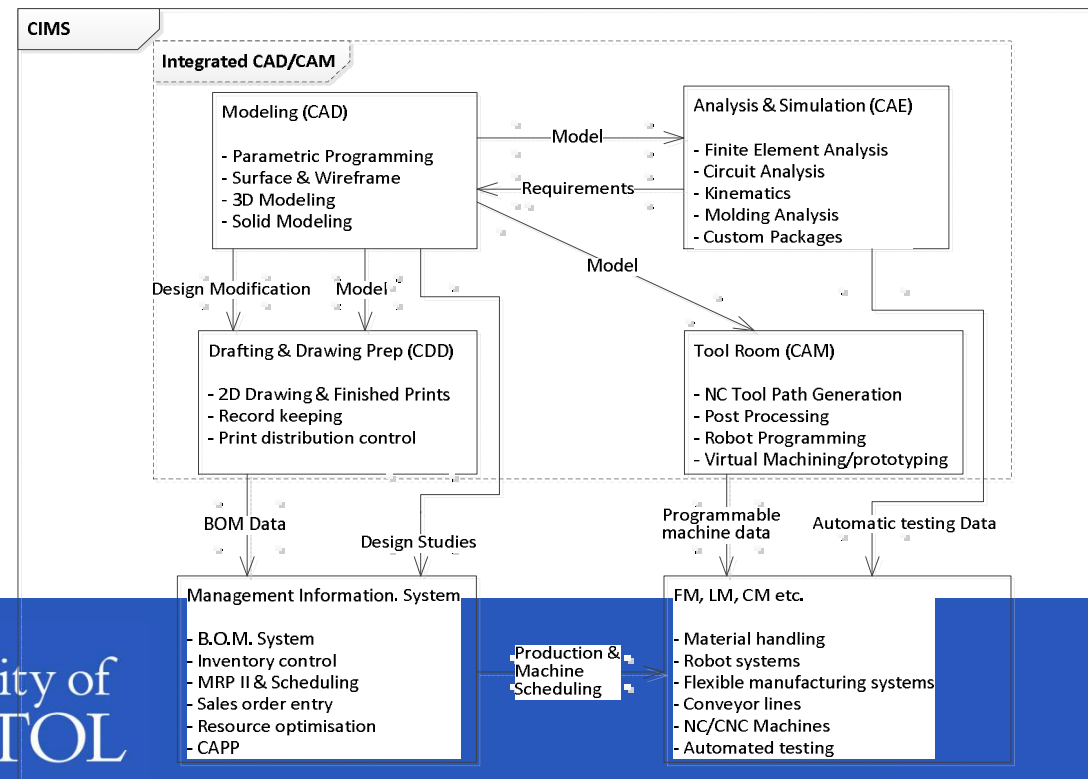 CIMS
Integrated CAD/CAM
Modeling (CAD)
- Parametric Programming
- Surface & Wireframe
- 3D Modeling
- Solid Modeling
Model
Requirements
Analysis & Simulation (CAE)
- Finite Element Analysis
- Circuit Analysis
- Kinematics
- Molding Analysis
- Custom Packages
Model
Design Modification
Model
Drafting & Drawing Prep (CDD)
- 2D Drawing & Finished Prints
- Record keeping
- Print distribution control
Tool Room (CAM)
- NC Tool Path Generation
- Post Processing
- Robot Programming
- Virtual Machining/prototyping
BOM Data
Design Studies
Programmable
machine data
Automatic testing Data
Management Information. System
- B.O.M. System
- Inventory control
- MRP II & Scheduling
- Sales order entry
- Resource optimisation
- CAPP
Production &
Machine
Scheduling
FM, LM, CM etc.
- Material handling
- Robot systems
- Flexible manufacturing systems
- Conveyor lines
- NC/CNC Machines
- Automated testing
ity of
TOL